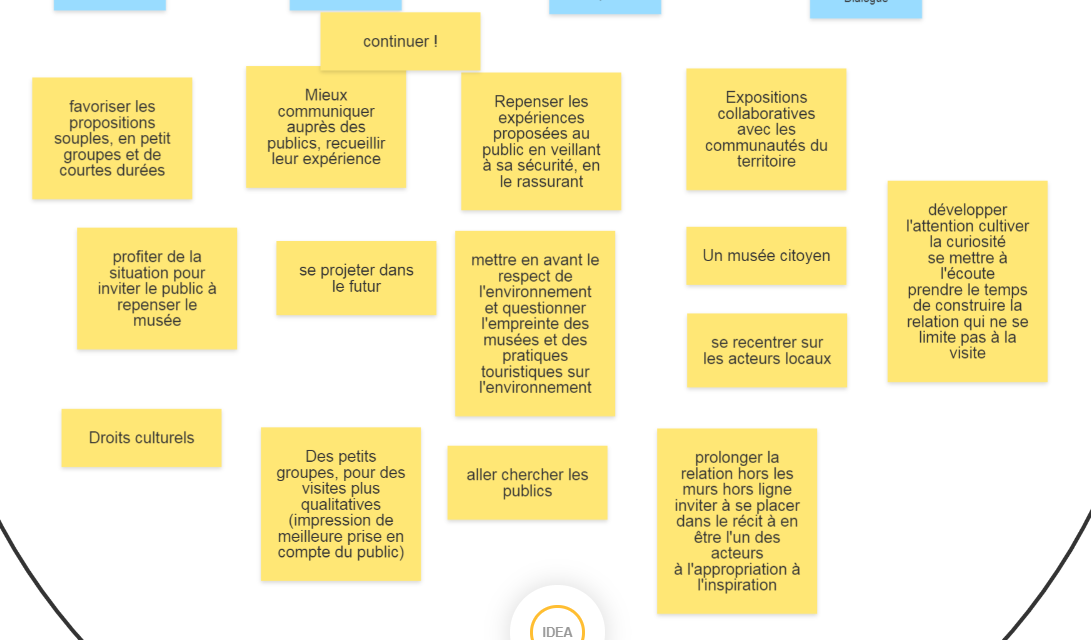 Dialogue
continuer !
favoriser les
propositions
souples, en petit
groupes et de
courtes durées
Mieux
communiquer
auprès des
publics, recueillir
leur expérience
Repenser les
expériences
proposées au
public en veillant
à sa sécurité, en
le rassurant
Expositions
collaboratives
avec les
communautés du
territoire
développer
l'attention cultiver
la curiosité
se mettre à
l'écoute
prendre le temps
de construire la
relation qui ne se
limite pas à la
visite
profiter de la
situation pour
inviter le public à
repenser le
musée
se projeter dans
le futur
mettre en avant le
respect de
l'environnement
et questionner
l'empreinte des
musées et des
pratiques
touristiques sur
l'environnement
Un musée citoyen
se recentrer sur
les acteurs locaux
Droits culturels
Des petits
groupes, pour des
visites plus
qualitatives
(impression de
meilleure prise en
compte du public)
aller chercher les
publics
prolonger la
relation hors les
murs hors ligne
inviter à se placer
dans le récit à en
être l'un des
acteurs
à l'appropriation à
l'inspiration
IDEA